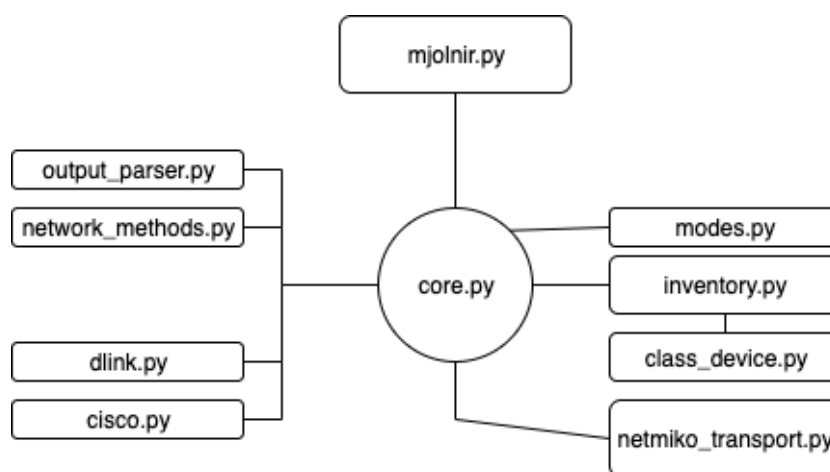 mjolnir.py
output_parser.py
network_methods.py
dlink.py
cisco.py
core.py
modes.py
inventory.py
class_device.py
netmiko_transport.py